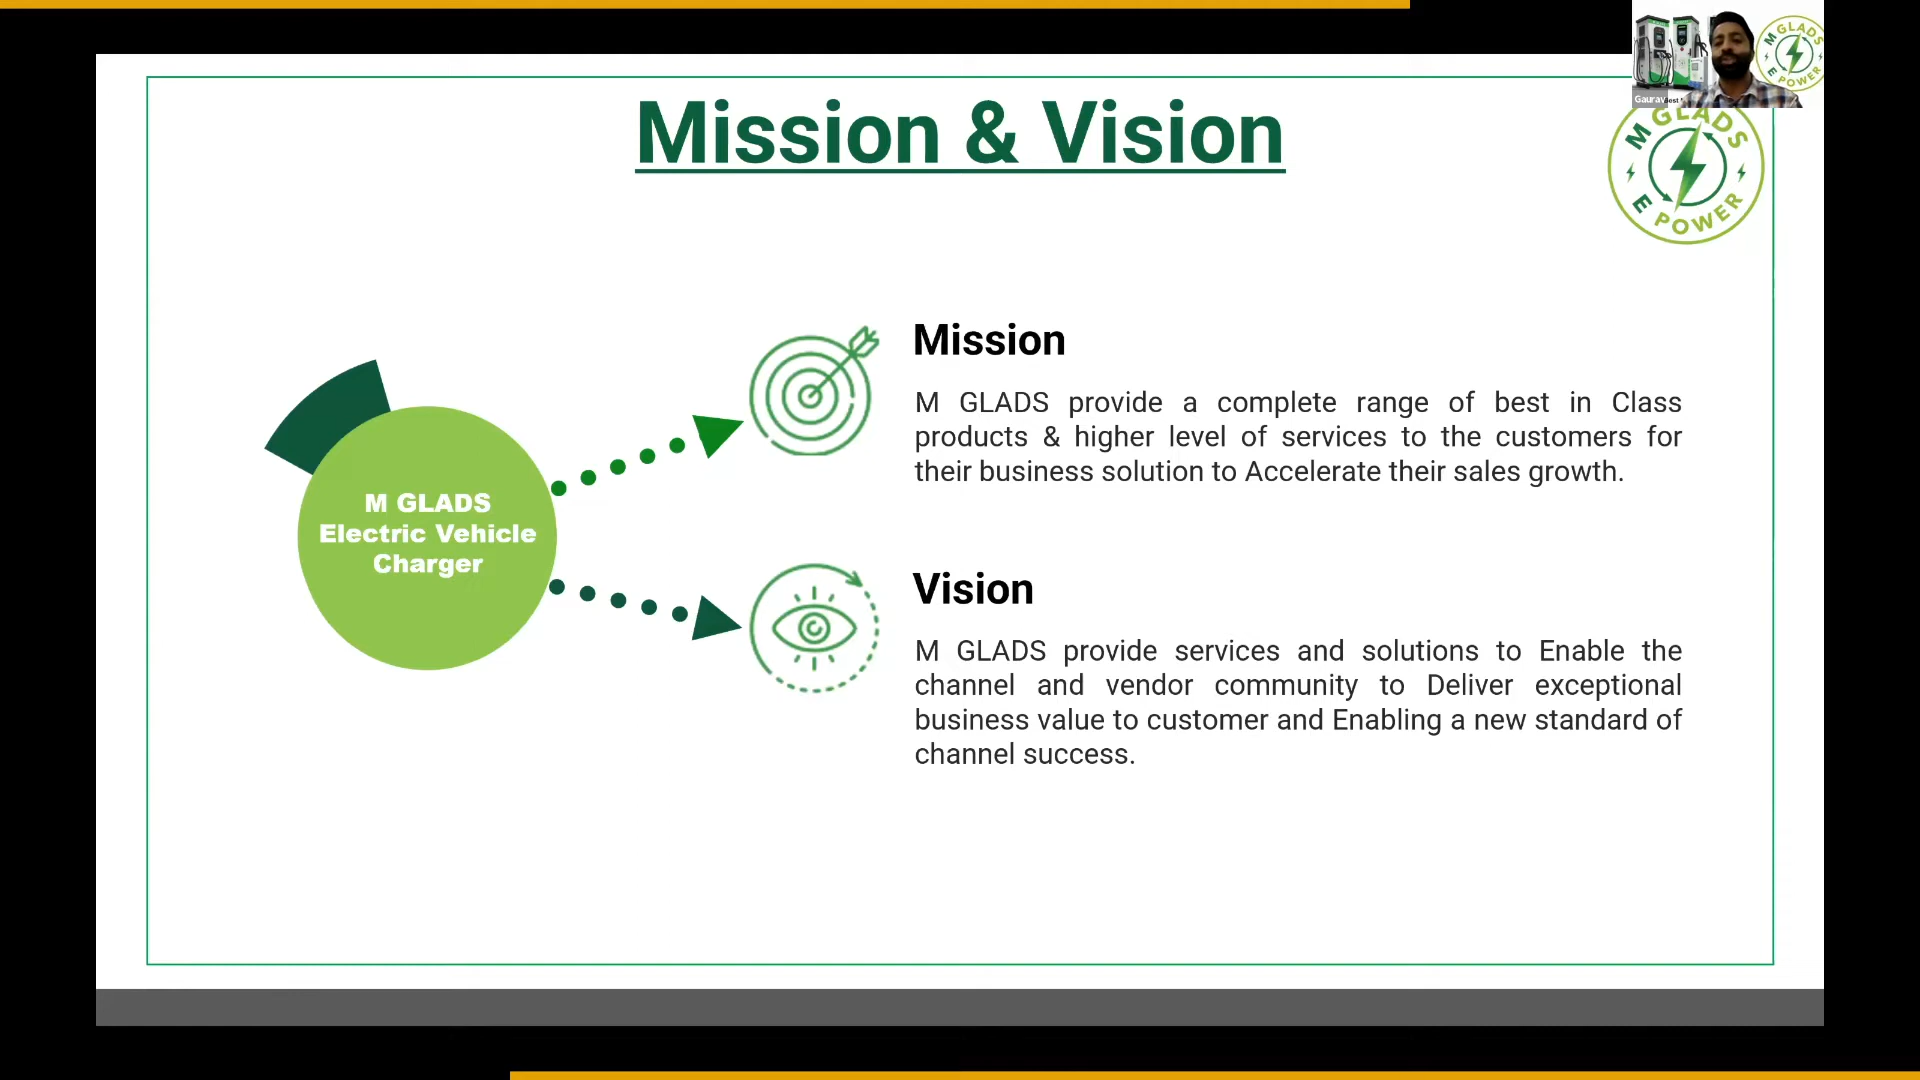 Mission & Vision
M GLADS
E POWER
Gaurav
M GLADS
E POWER
Mission
M GLADS provide a complete range of best in Class
products & higher level of services to the customers for
their business solution to Accelerate their sales growth.
M GLADS
Electric Vehicle
Charger
Vision
M GLADS provide services and solutions to Enable the
channel and vendor community to Deliver exceptional
business value to customer and Enabling a new standard of
channel success.